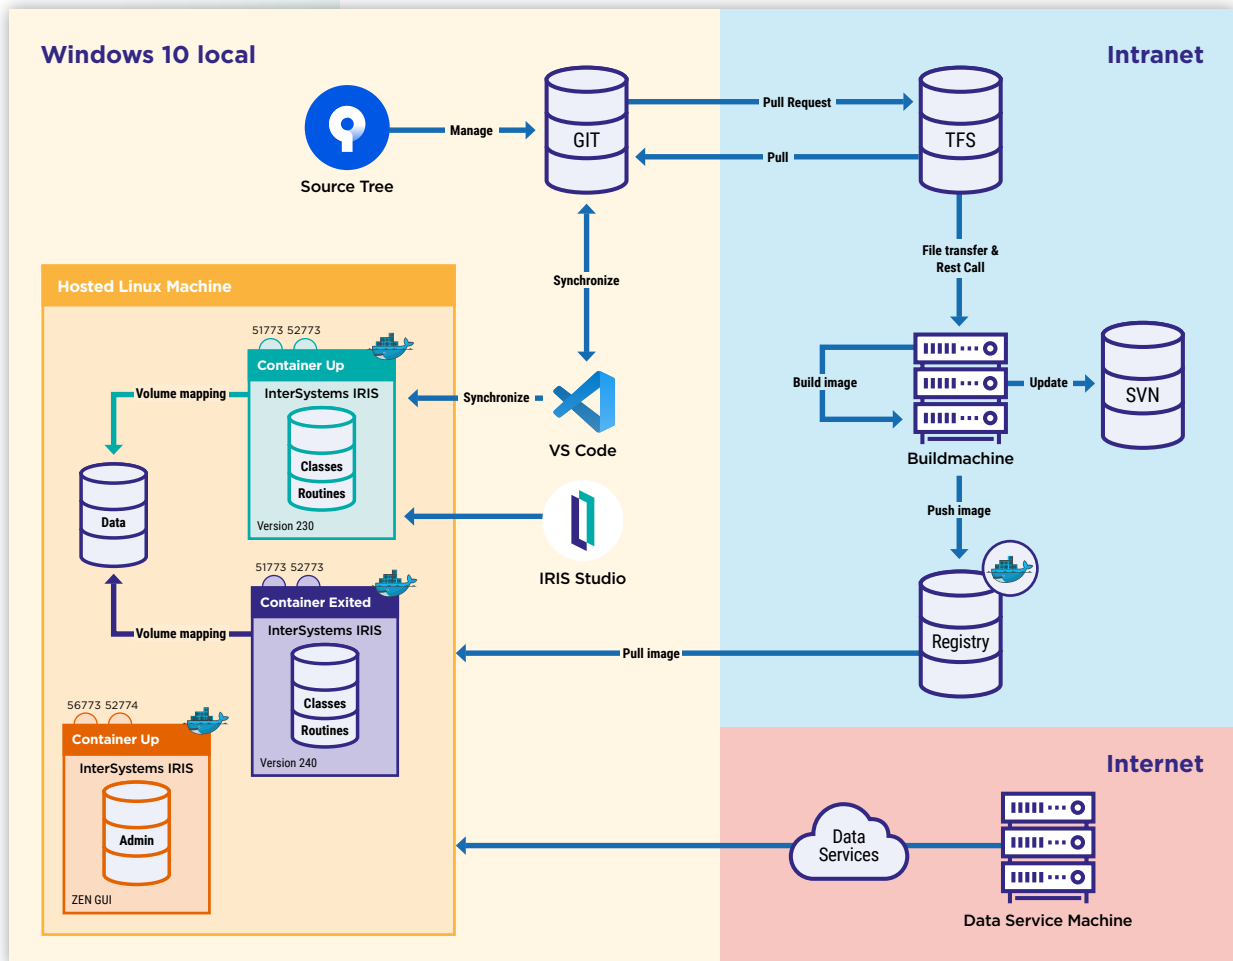 Windows 10 local
Intranet
Source Tree
Manage
GIT
Pull Request
Pull
TFS
File transfer &
Rest Call
Synchronize
Hosted Linux Machine
51773 52773
Container Up
InterSystems IRIS
Classes
Routines
Version 230
Volume mapping
Synchronize
VS Code
Build image
Buildmachine
Update
SVN
Data
IRIS Studio
Push image
51773 52773
Container Exited
InterSystems IRIS
Classes
Routines
Version 240
Volume mapping
Pull image
Registry
56773 52774
Container Up
InterSystems IRIS
Admin
ZEN GUI
Internet
Data
Services
Data Service Machine